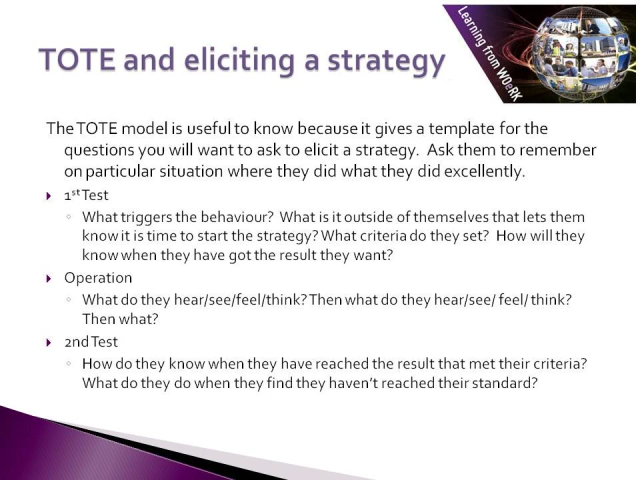 TOTE and eliciting a strategy
Learning from WOeRK
The TOTE model is useful to know because it gives a template for the
questions you will want to ask to elicit a strategy. Ask them to remember
on particular situation where they did what they did excellently.
1st Test
What triggers the behaviour? What is it outside of themselves that lets them
know it is time to start the strategy? What criteria do they set? How will they
know when they have got the result they want?
Operation
What do they hear/see/feel/think? Then what do they hear/see/ feel/ think?
Then what?
2nd Test
How do they know when they have reached the result that met their criteria?
What do they do when they find they haven't reached their standard?